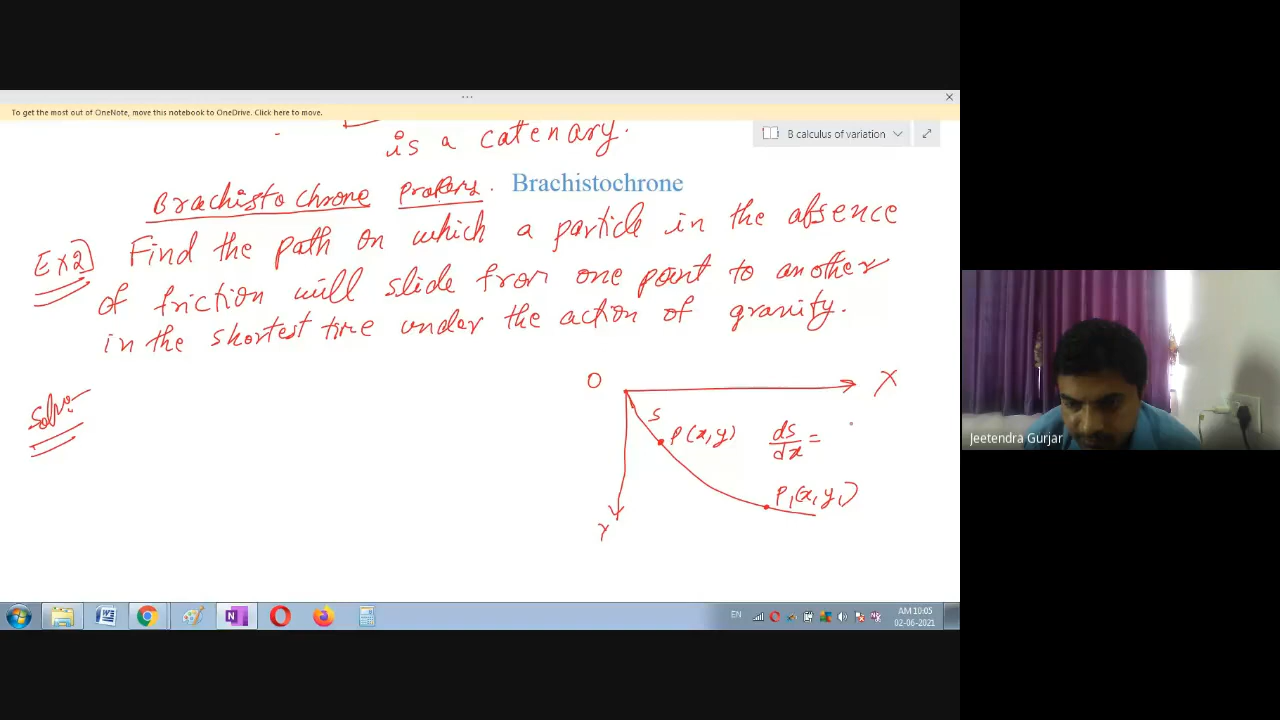 To get the most out of OneNote, move this notebook to OneDrive. Click here to move.
B calculus of variation
is a catenary.
Brachistochrone Brachistochrone
Ex 2) Find the path on which a particle in the absence
of friction will slide from one point to another
in the shortest time under the action of gravity.
Soln:-
O
X
S
P(x,y)
ds/dx =
P1(x1,y1)
Y
Jeetendra Gurjar
EN
AM 10:05
02-06-2021